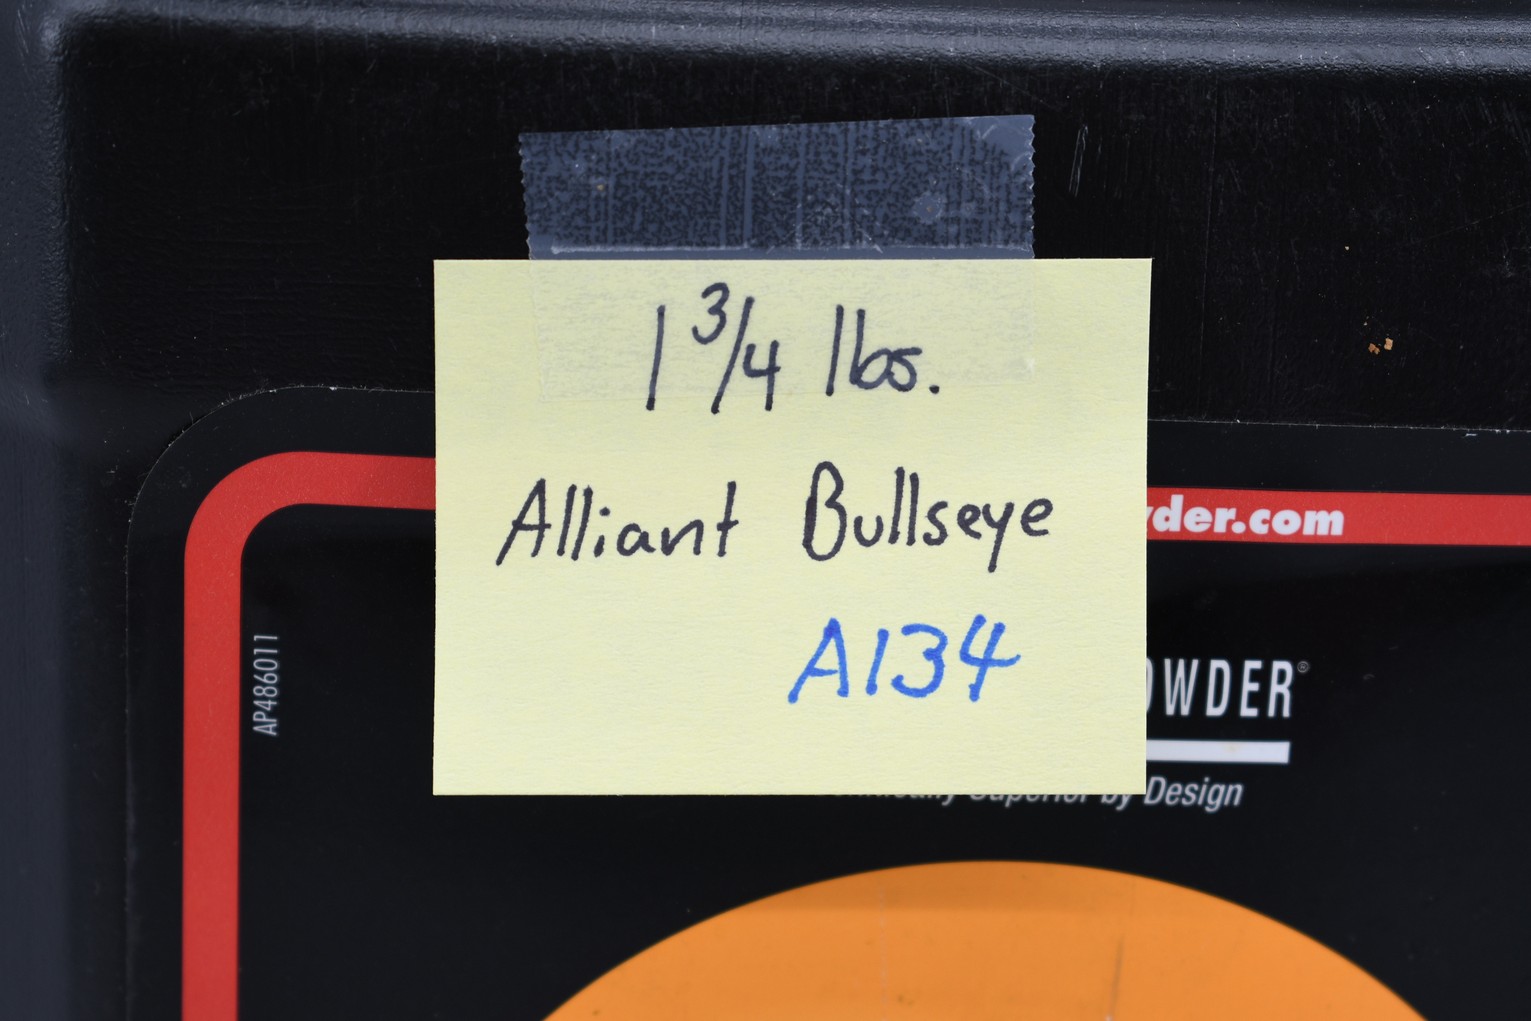 1 3/4 lbs.
Alliant Bullseye
A134
der.com
AP486011
OWDER®
Superior by Design